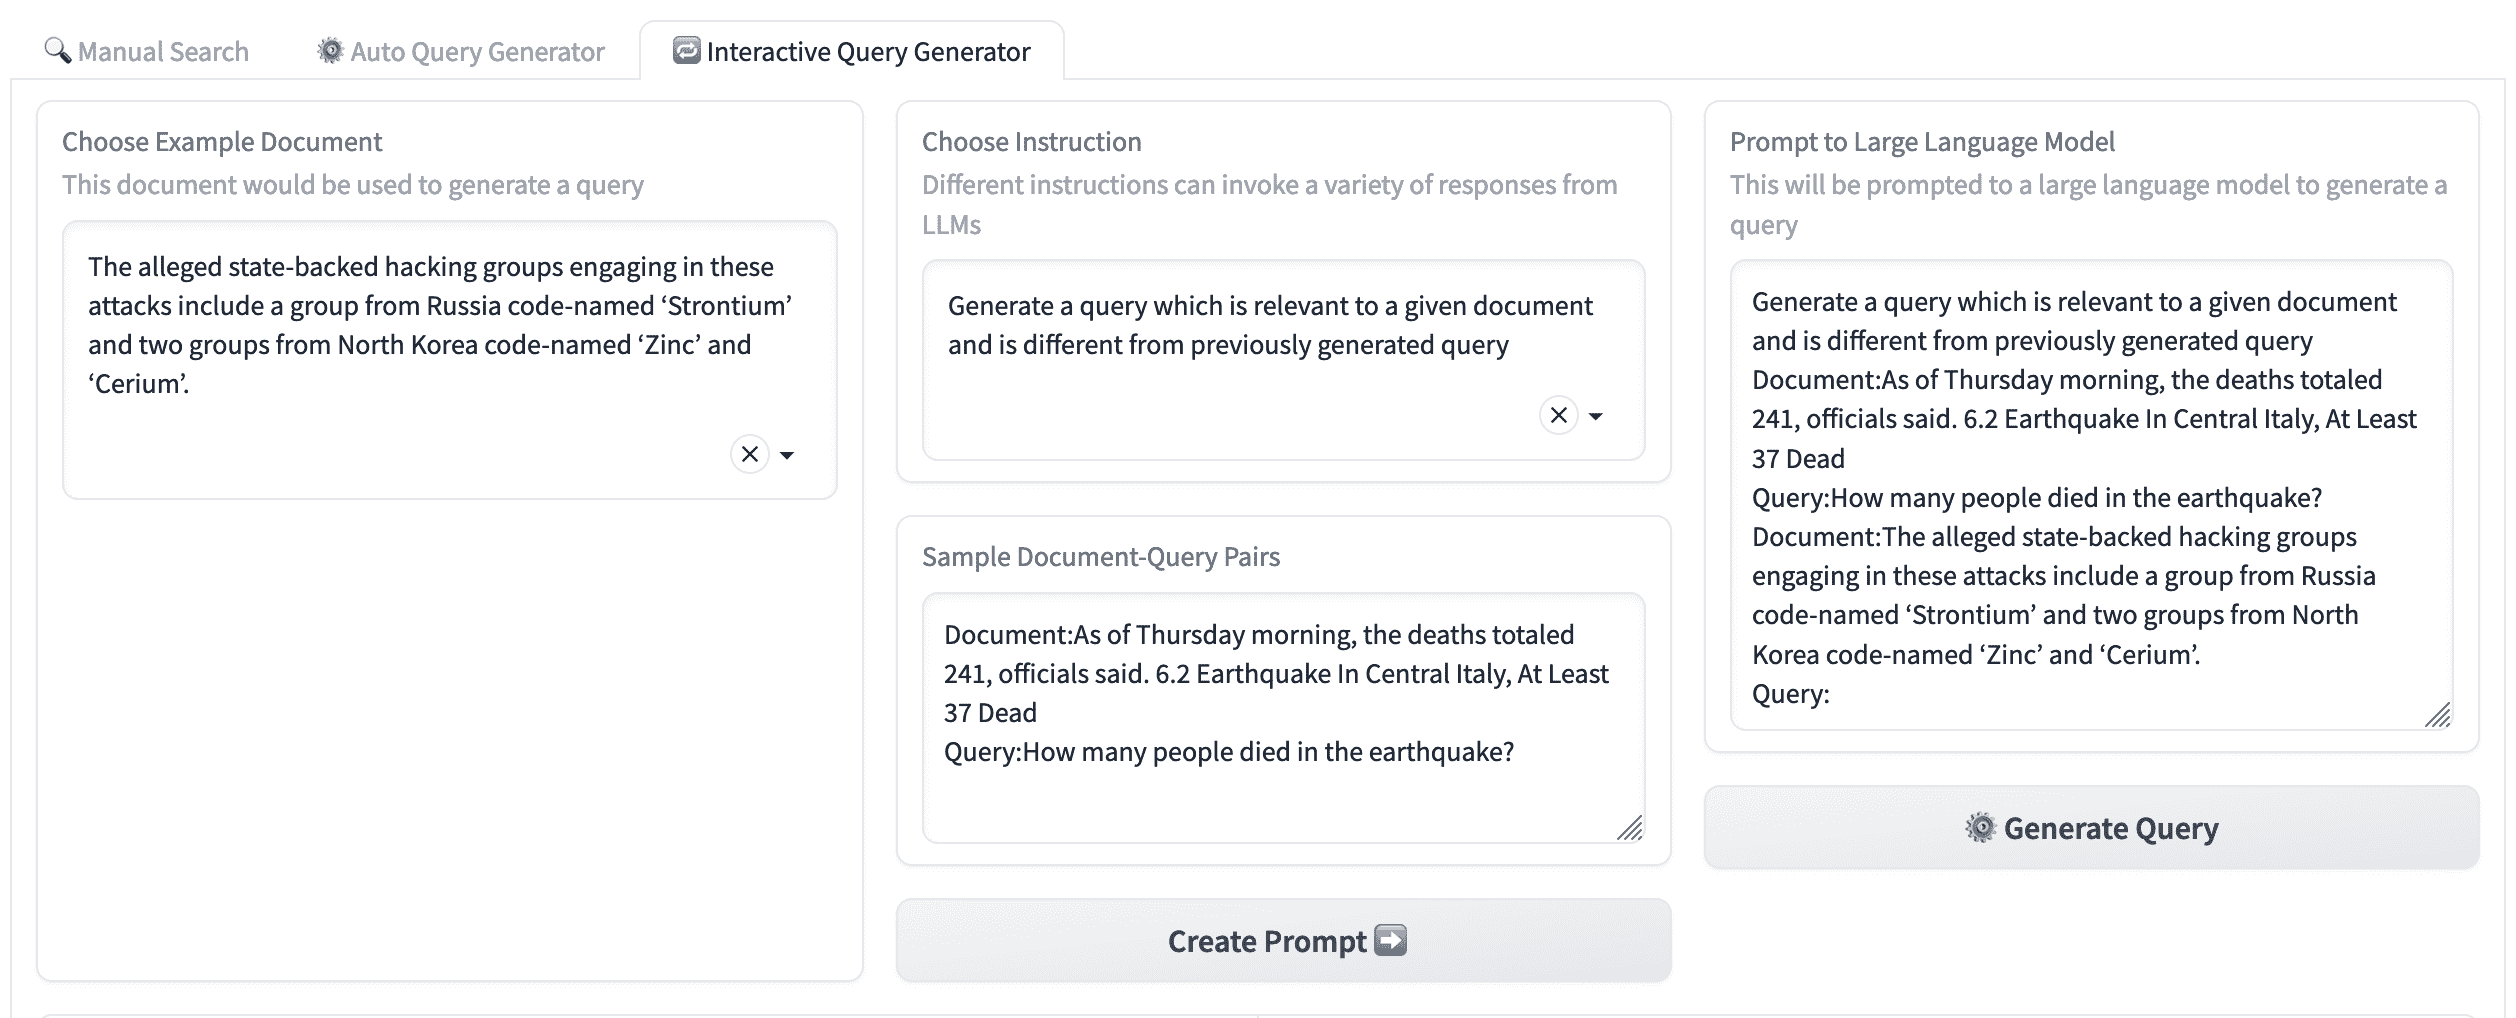 Manual Search
Auto Query Generator
Interactive Query Generator
Choose Example Document
This document would be used to generate a query
The alleged state-backed hacking groups engaging in these
attacks include a group from Russia code-named ‘Strontium’
and two groups from North Korea code-named ‘Zinc’ and
‘Cerium’.
Choose Instruction
Different instructions can invoke a variety of responses from
LLMs
Generate a query which is relevant to a given document
and is different from previously generated query
Sample Document-Query Pairs
Document:As of Thursday morning, the deaths totaled
241, officials said. 6.2 Earthquake In Central Italy, At Least
37 Dead
Query:How many people died in the earthquake?
Create Prompt
Prompt to Large Language Model
This will be prompted to a large language model to generate a
query
Generate a query which is relevant to a given document
and is different from previously generated query
Document:As of Thursday morning, the deaths totaled
241, officials said. 6.2 Earthquake In Central Italy, At Least
37 Dead
Query:How many people died in the earthquake?
Document:The alleged state-backed hacking groups
engaging in these attacks include a group from Russia
code-named ‘Strontium’ and two groups from North
Korea code-named ‘Zinc’ and ‘Cerium’.
Query:
Generate Query